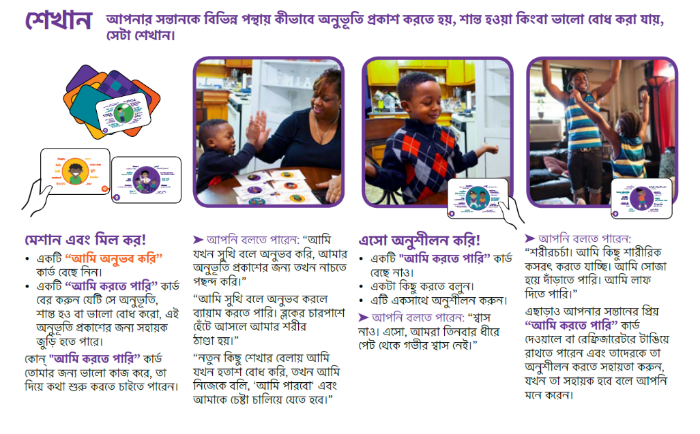 শেখান
আপনার সন্তানকে বিভিন্ন পন্থায় কীভাবে অনুভূতি প্রকাশ করতে হয়, শান্ত হওয়া কিংবা ভালো বোধ করা যায়,
সেটা শেখান।
মেশান এবং মিল কর!
• একটি “আমি অনুভব করি”
কার্ড বেছে নিন।
• একটি “আমি করতে পারি” কার্ড
বের করুন যেটি সে অনুভূতি,
শান্ত হও বা ভালো বোধ করো, এই
অনুভূতি প্রকাশের জন্য সহায়ক
জুড়ি হতে পারে।
কোন্ "আমি করতে পারি” কার্ড
তোমার জন্য ভালো কাজ করে, তা
দিয়ে কথা শুরু করতে চাইতে পারেন।
➤ আপনি বলতে পারেন: “আমি
যখন সুখি বলে অনুভব করি, আমার
অনুভূতি প্রকাশের জন্য তখন নাচতে
পছন্দ করি।”
“আমি সুখি বলে অনুভব করলে
ব্যায়াম করতে পারি। ব্লকের চারপাশে
হেঁটে আসলে আমার শরীর
ঠাণ্ডা হয়।”
“নতুন কিছু শেখার বেলায় আমি
যখন হতাশ বোধ করি, তখন আমি
নিজেকে বলি, ‘আমি পারবো’ এবং
আমাকে চেষ্টা চালিয়ে যেতে হবে।”
এসো অনুশীলন করি!
• একটি "আমি করতে পারি” কার্ড
বেছে নাও।
• একটা কিছু করতে বলুন।
• এটি একসাথে অনুশীলন করুন।
➤ আপনি বলতে পারেন: “শ্বাস
নাও। এসো, আমরা তিনবার ধীরে
পেট থেকে গভীর শ্বাস নেই।”
➤ আপনি বলতে পারেন:
“শরীরচর্চা। আমি কিছু শারীরিক
কসরৎ করতে যাচ্ছি। আমি সোজা
হয়ে দাঁড়াতে পারি। আমি লাফ
দিতে পারি।”
এছাড়াও আপনার সন্তানের প্রিয়
“আমি করতে পারি” কার্ড
দেওয়ালে বা রেফ্রিজারেটরে টাঙিয়ে
রাখতে পারেন এবং তাদেরকে তা
অনুশীলন করতে সহায়তা করুন,
যখন তা সহায়ক হবে বলে আপনি
মনে করেন।